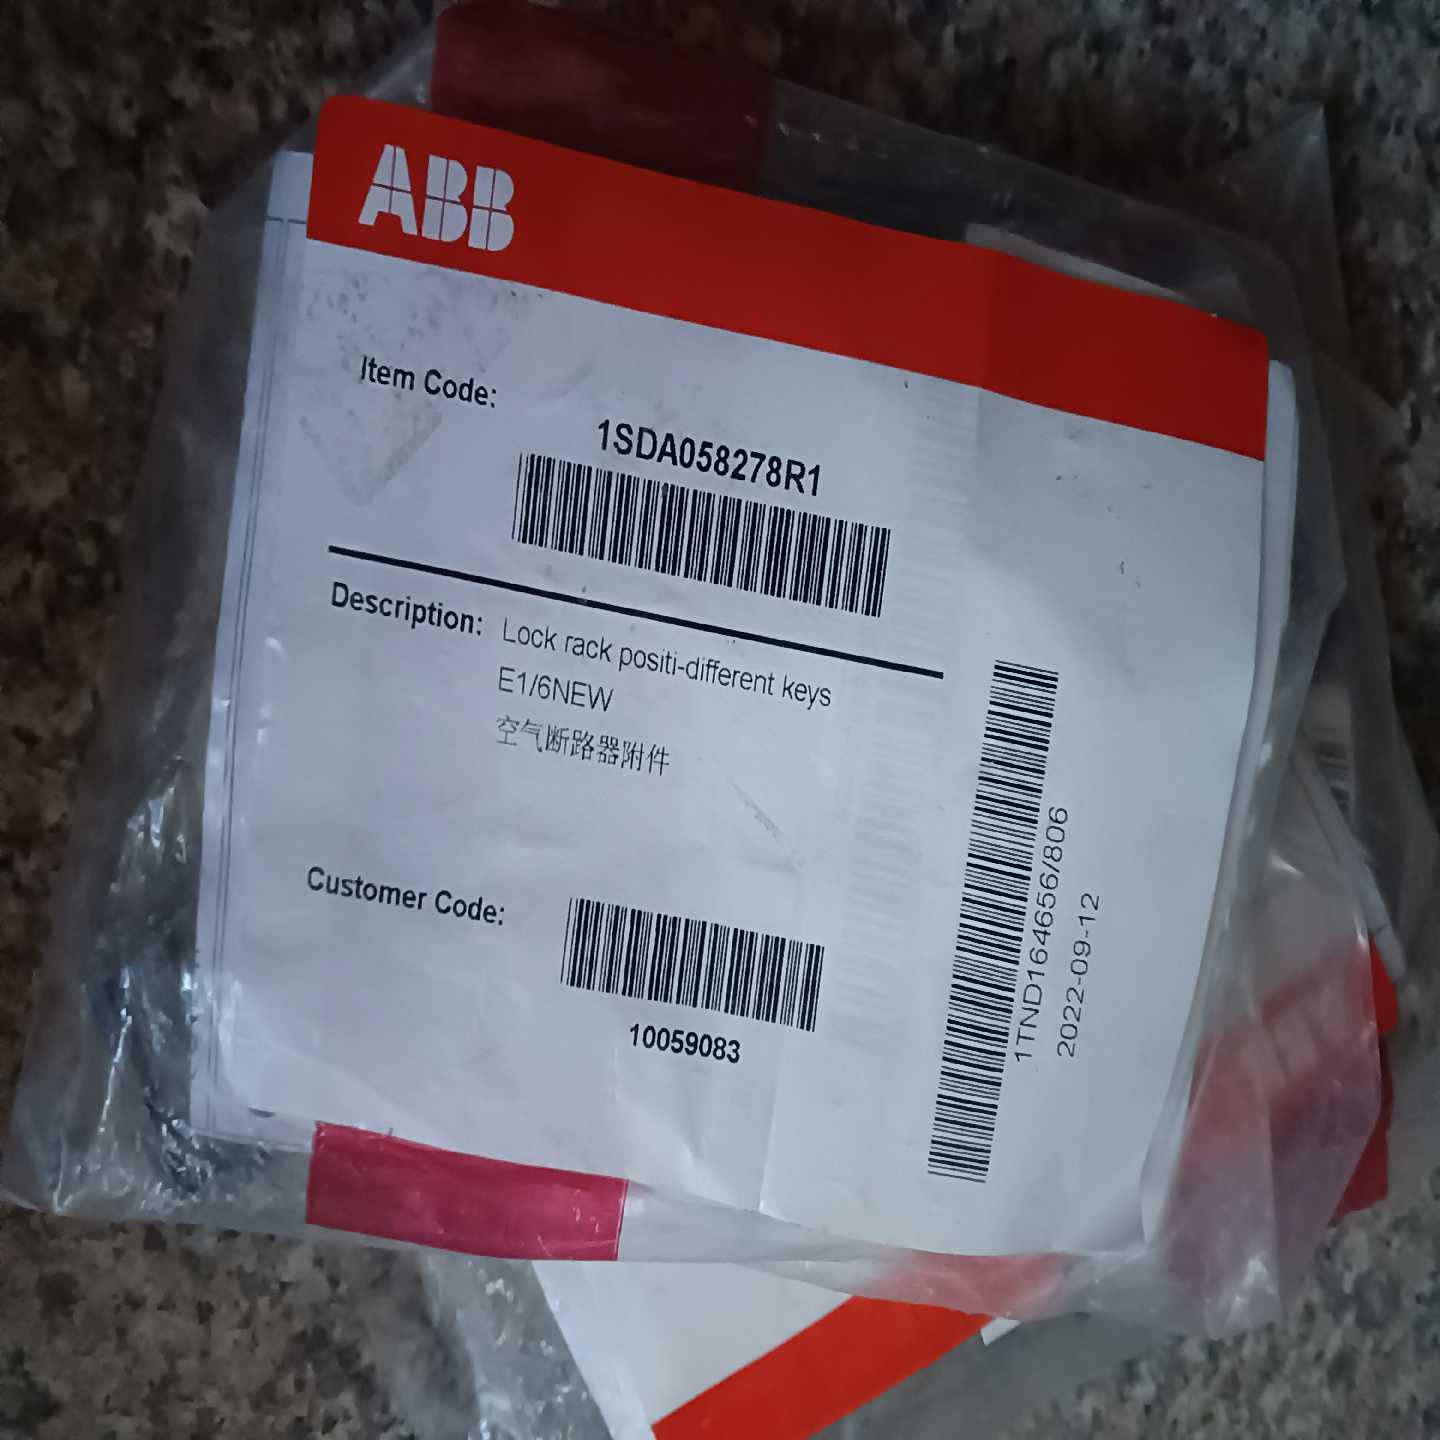 ABB
Item Code:
1SDA058278R1
Description: Lock rack positi-different keys
E1/6NEW
空气断路器附件
Customer Code:
10059083
1TND164656/806
2022-09-12